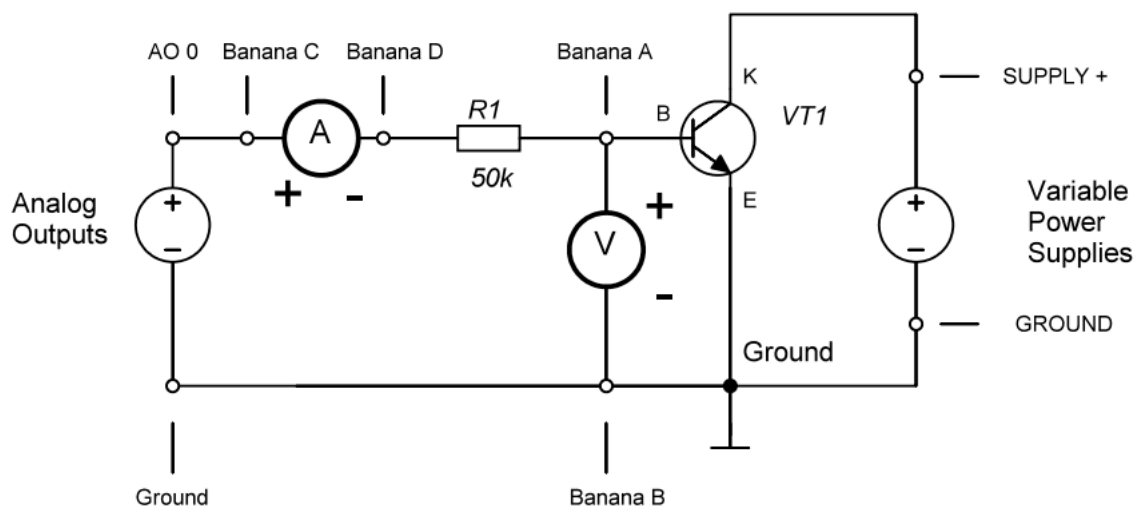 AO 0
Banana C
Banana D
Banana A
K
SUPPLY +
A
R1
B
VT1
50k
+
-
E
Analog
Outputs
+
−
V
+
-
+
−
Variable
Power
Supplies
Ground
GROUND
Ground
Banana B